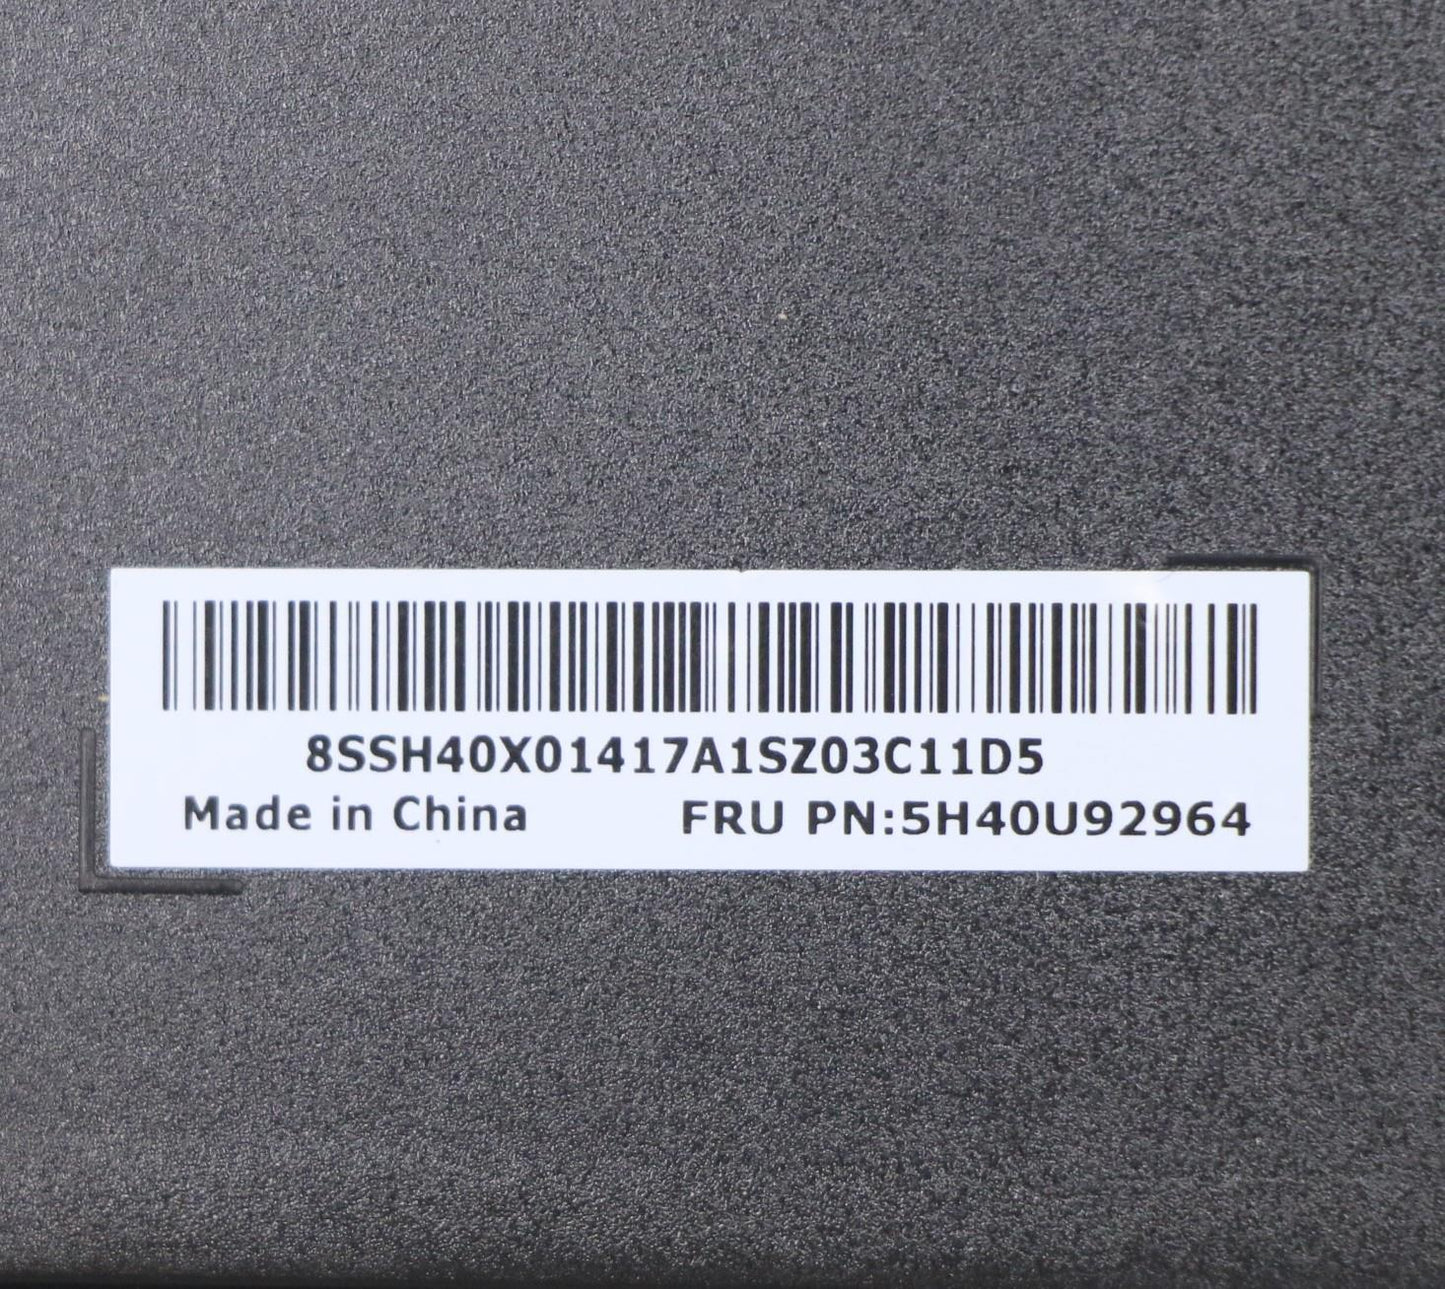 8SSH40X01417A1SZ03C11D5
Made in China FRU PN:5H40U92964